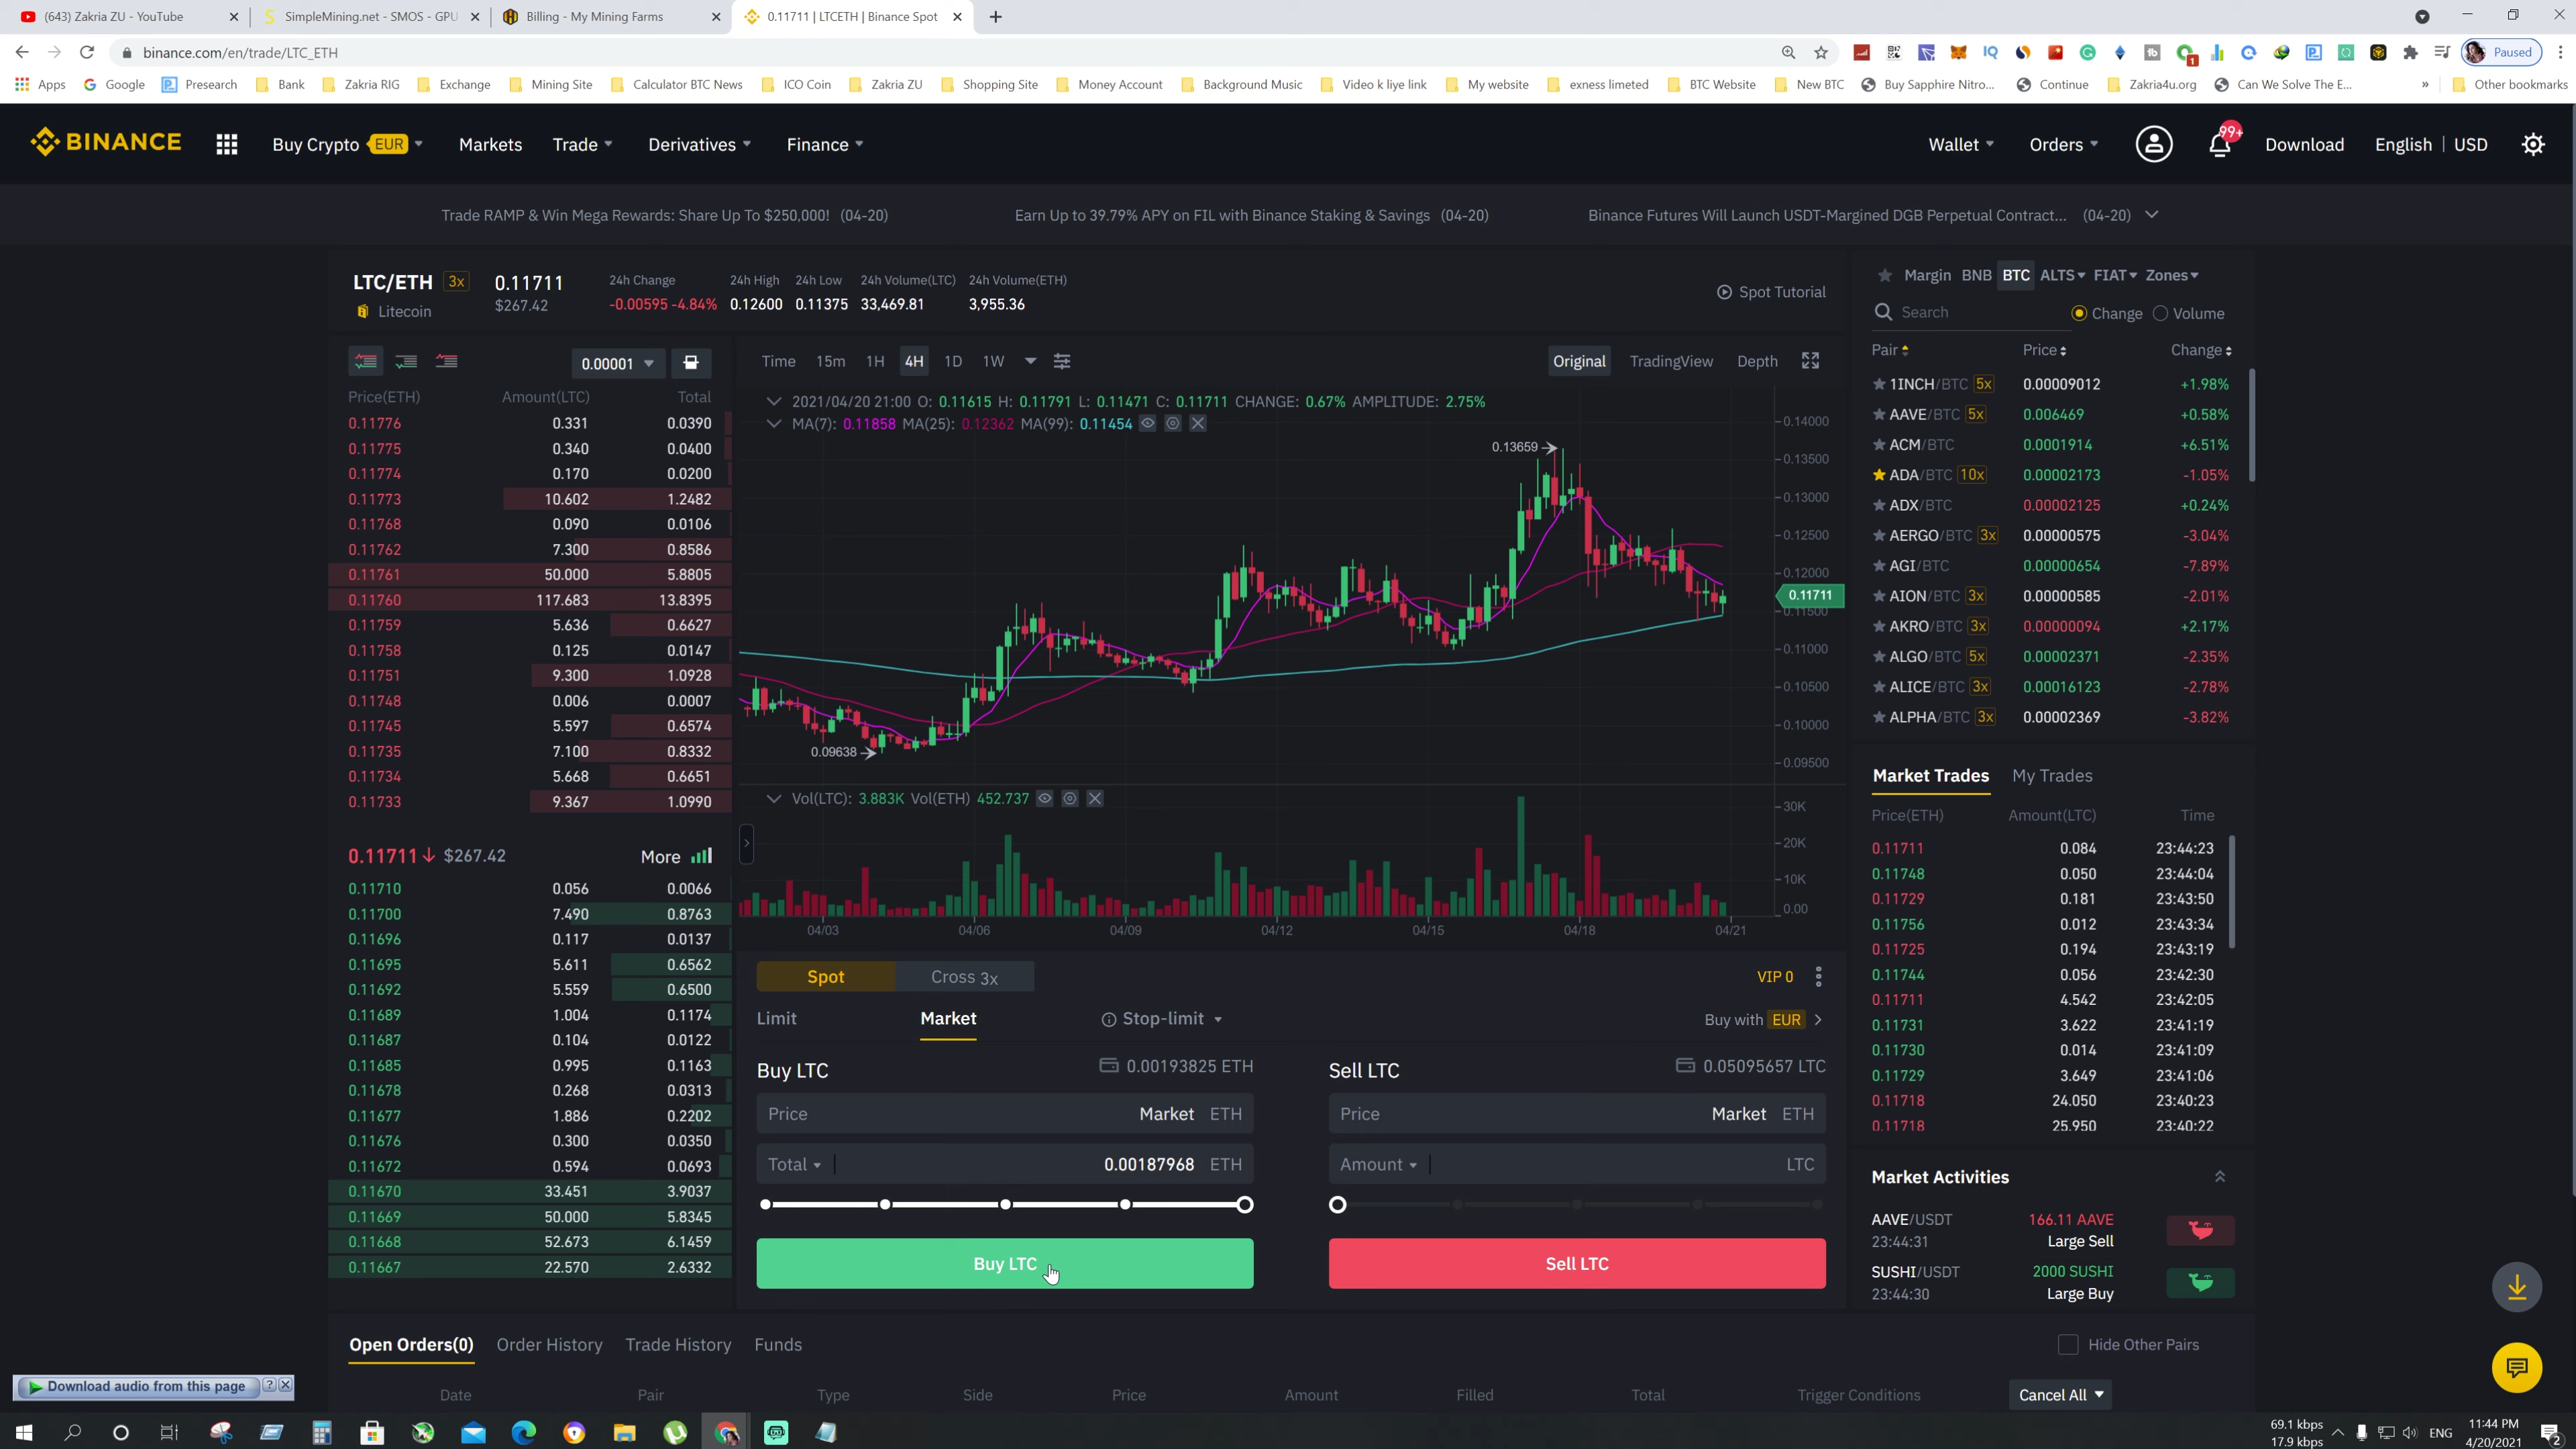 (643) Zakria ZU - YouTube
SimpleMining.net - SMOS - GPU
Billing - My Mining Farms
0.11711 | LTCETH | Binance Spot
binance.com/en/trade/LTC_ETH
Paused
Apps Google Presearch Bank Zakria RIG Exchange Mining Site Calculator BTC News ICO Coin Zakria ZU Shopping Site Money Account Background Music Video k liye link My website exness limeted BTC Website New BTC Buy Sapphire Nitro... Continue Zakria4u.org Can We Solve The E... » Other bookmarks
BINANCE Buy Crypto EUR Markets Trade Derivatives Finance Wallet Orders 99+ Download English USD
Trade RAMP & Win Mega Rewards: Share Up To $250,000! (04-20) Earn Up to 39.79% APY on FIL with Binance Staking & Savings (04-20) Binance Futures Will Launch USDT-Margined DGB Perpetual Contract... (04-20)
LTC/ETH 3x 0.11711
Litecoin $267.42
24h Change 24h High 24h Low 24h Volume(LTC) 24h Volume(ETH)
-0.00595 -4.84% 0.12600 0.11375 33,469.81 3,955.36
Spot Tutorial
0.00001
Price(ETH) Amount(LTC) Total
0.11776 0.331 0.0390
0.11775 0.340 0.0400
0.11774 0.170 0.0200
0.11773 10.602 1.2482
0.11768 0.090 0.0106
0.11762 7.300 0.8586
0.11761 50.000 5.8805
0.11760 117.683 13.8395
0.11759 5.636 0.6627
0.11758 0.125 0.0147
0.11751 9.300 1.0928
0.11748 0.006 0.0007
0.11745 5.597 0.6574
0.11735 7.100 0.8332
0.11734 5.668 0.6651
0.11733 9.367 1.0990
0.11711 $267.42 More
0.11710 0.056 0.0066
0.11700 7.490 0.8763
0.11696 0.117 0.0137
0.11695 5.611 0.6562
0.11692 5.559 0.6500
0.11689 1.004 0.1174
0.11687 0.104 0.0122
0.11685 0.995 0.1163
0.11678 0.268 0.0313
0.11677 1.886 0.2202
0.11676 0.300 0.0350
0.11672 0.594 0.0693
0.11670 33.451 3.9037
0.11669 50.000 5.8345
0.11668 52.673 6.1459
0.11667 22.570 2.6332
Time 15m 1H 4H 1D 1W Original TradingView Depth
2021/04/20 21:00 O: 0.11615 H: 0.11791 L: 0.11471 C: 0.11711 CHANGE: 0.67% AMPLITUDE: 2.75%
MA(7): 0.11858 MA(25): 0.12362 MA(99): 0.11454
0.13659
0.09638
0.14000
0.13500
0.13000
0.12500
0.12000
0.11711
0.11500
0.11000
0.10500
0.10000
0.09500
Vol(LTC): 3.883K Vol(ETH) 452.737
30K
20K
10K
0.00
04/03 04/06 04/09 04/12 04/15 04/18 04/21
Spot Cross 3x VIP 0
Limit Market Stop-limit Buy with EUR
Buy LTC 0.00193825 ETH
Price Market ETH
Total 0.00187968 ETH
Buy LTC
Sell LTC 0.05095657 LTC
Price Market ETH
Amount LTC
Sell LTC
Margin BNB BTC ALTS FIAT Zones
Search Change Volume
Pair Price Change
1INCH/BTC 5x 0.00009012 +1.98%
AAVE/BTC 5x 0.006469 +0.58%
ACM/BTC 0.0001914 +6.51%
ADA/BTC 10x 0.00002173 -1.05%
ADX/BTC 0.00002125 +0.24%
AERGO/BTC 3x 0.00000575 -3.04%
AGI/BTC 0.00000654 -7.89%
AION/BTC 3x 0.00000585 -2.01%
AKRO/BTC 3x 0.00000094 +2.17%
ALGO/BTC 5x 0.00002371 -2.35%
ALICE/BTC 3x 0.00016123 -2.78%
ALPHA/BTC 3x 0.00002369 -3.82%
Market Trades My Trades
Price(ETH) Amount(LTC) Time
0.11711 0.084 23:44:23
0.11748 0.050 23:44:04
0.11729 0.181 23:43:50
0.11756 0.012 23:43:34
0.11725 0.194 23:43:19
0.11744 0.056 23:42:30
0.11711 4.542 23:42:05
0.11731 3.622 23:41:19
0.11730 0.014 23:41:09
0.11729 3.649 23:41:06
0.11718 24.050 23:40:23
0.11718 25.950 23:40:22
Market Activities
AAVE/USDT 166.11 AAVE
23:44:31 Large Sell
SUSHI/USDT 2000 SUSHI
23:44:30 Large Buy
Open Orders(0) Order History Trade History Funds Hide Other Pairs
Date Pair Type Side Price Amount Filled Total Trigger Conditions Cancel All
Download audio from this page ?
69.1 kbps
17.9 kbps
ENG
11:44 PM
4/20/2021
2